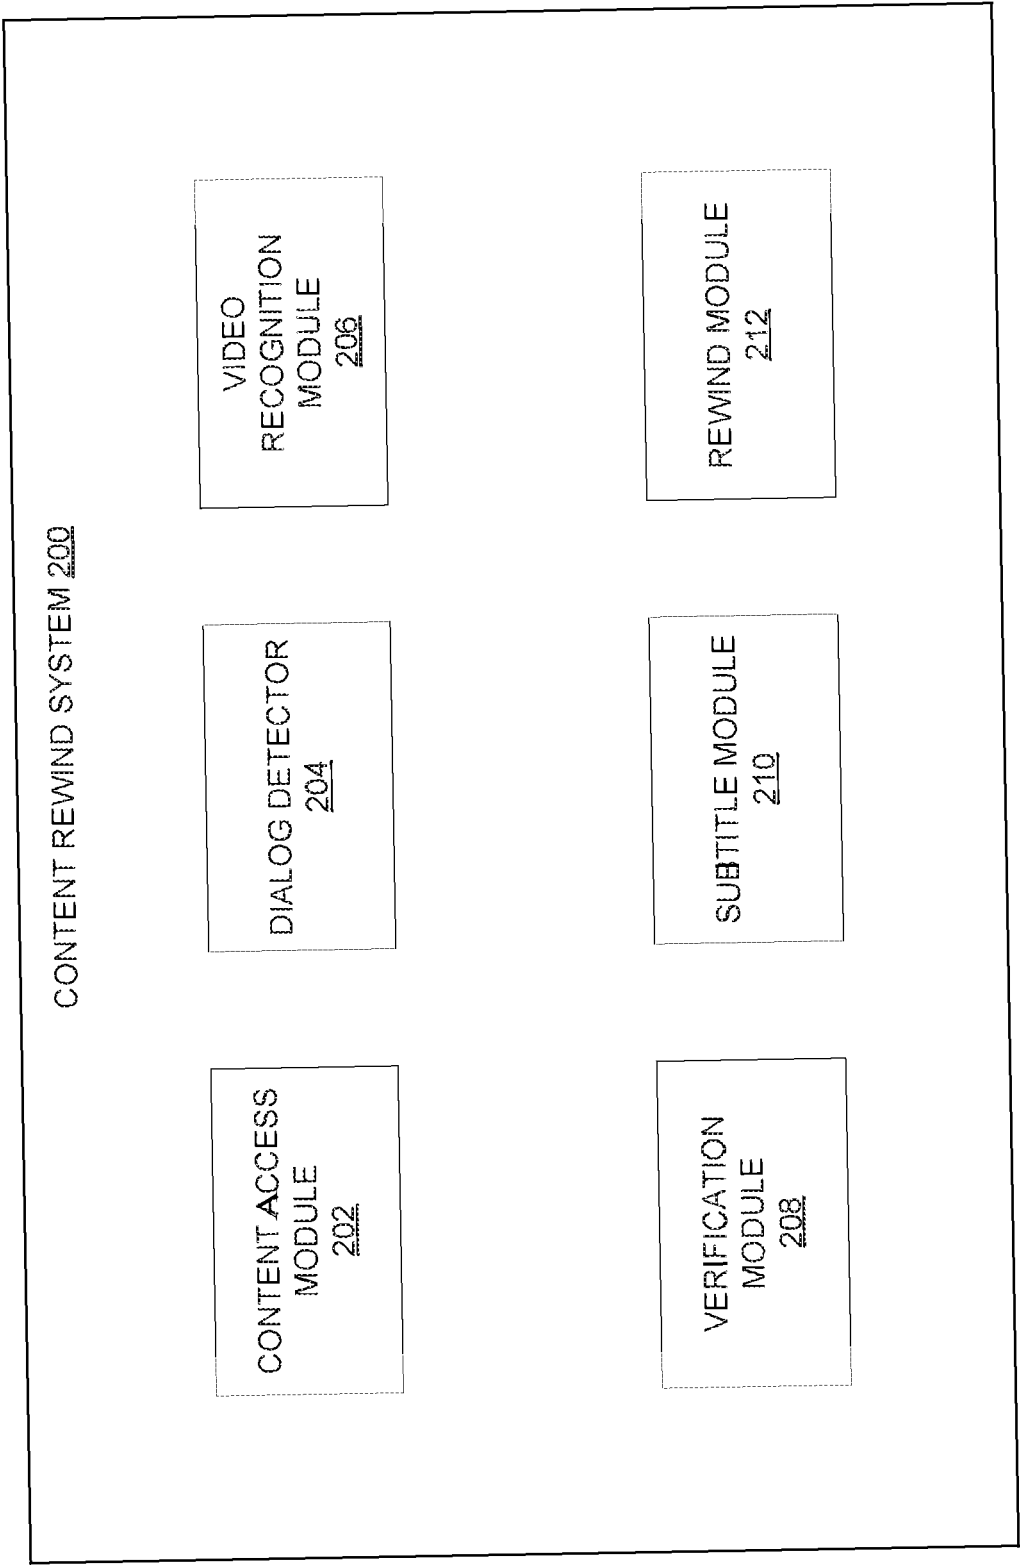 CONTENT REWIND SYSTEM 200
CONTENT ACCESS
MODULE
202
DIALOG DETECTOR
204
VIDEO
RECOGNITION
MODULE
206
VERIFICATION
MODULE
208
SUBTITLE MODULE
210
REWIND MODULE
212